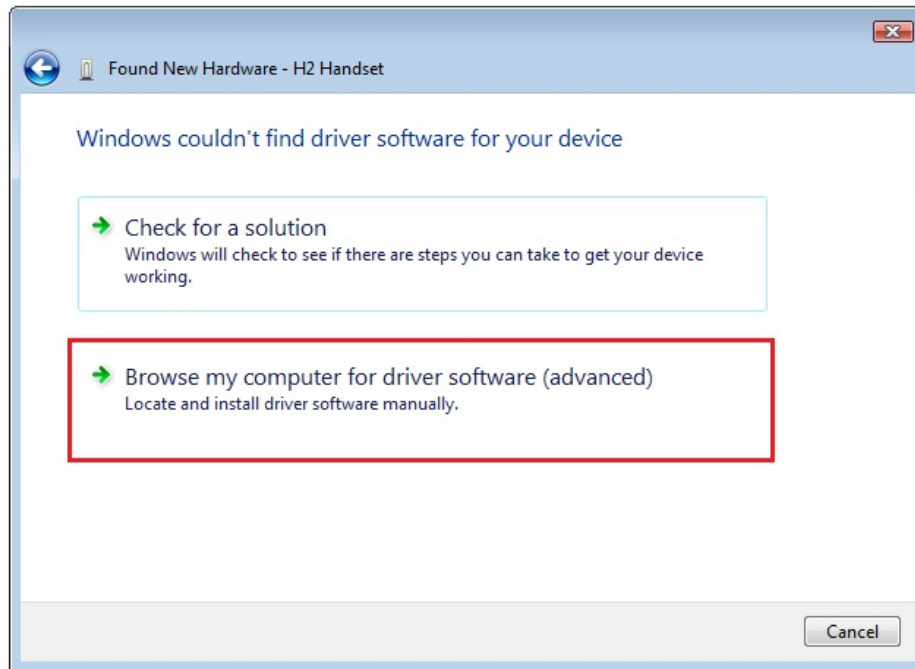 Found New Hardware - H2 Handset
Windows couldn't find driver software for your device
Check for a solution
Windows will check to see if there are steps you can take to get your device
working.
Browse my computer for driver software (advanced)
Locate and install driver software manually.
Cancel